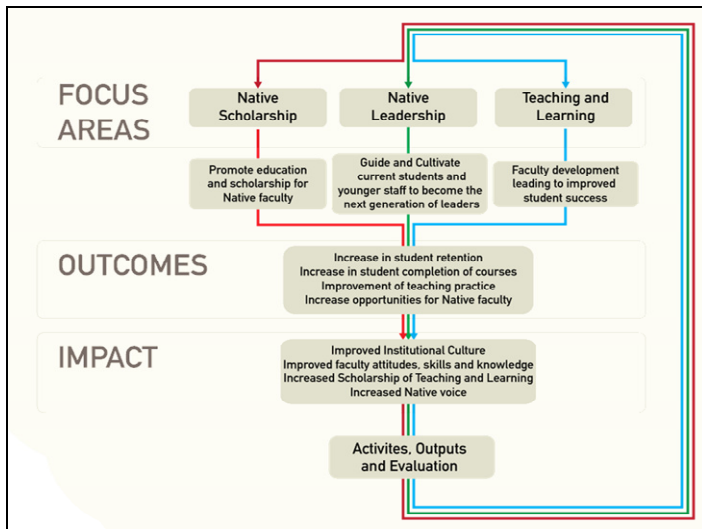 FOCUS
AREAS
Native
Scholarship
Native
Leadership
Teaching and
Learning
Promote education
and scholarship for
Native faculty
Guide and Cultivate
current students and
younger staff to become the
next generation of leaders
Faculty development
leading to improved
student success
OUTCOMES
Increase in student retention
Increase in student completion of courses
Improvement of teaching practice
Increase opportunities for Native faculty
IMPACT
Improved Institutional Culture
Improved faculty attitudes, skills and knowledge
Increased Scholarship of Teaching and Learning
Increased Native voice
Activites, Outputs
and Evaluation